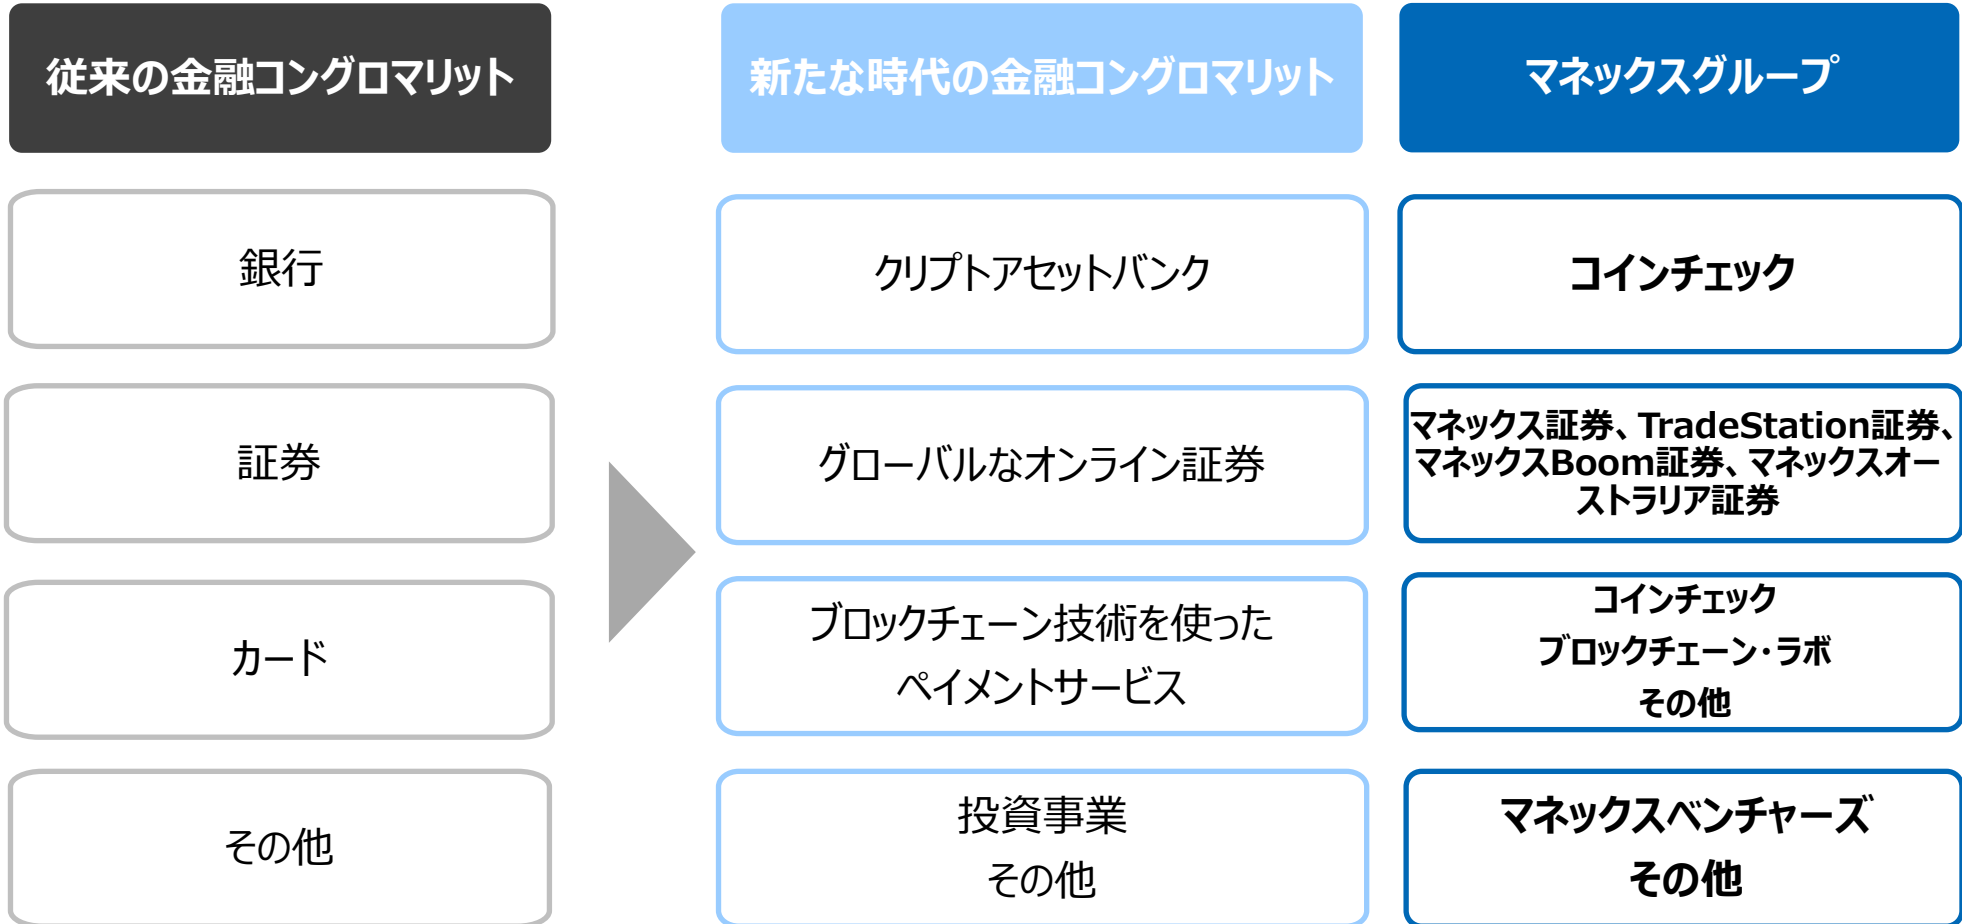 従来の金融コングロマリット
新たな時代の金融コングロマリット
マネックスグループ
銀行
クリプトアセットバンク
コインチェック
証券
グローバルなオンライン証券
マネックス証券、TradeStation証券、
マネックスBoom証券、マネックスオー
ストラリア証券
カード
ブロックチェーン技術を使った
ペイメントサービス
コインチェック
ブロックチェーン・ラボ
その他
その他
投資事業
その他
マネックスベンチャーズ
その他